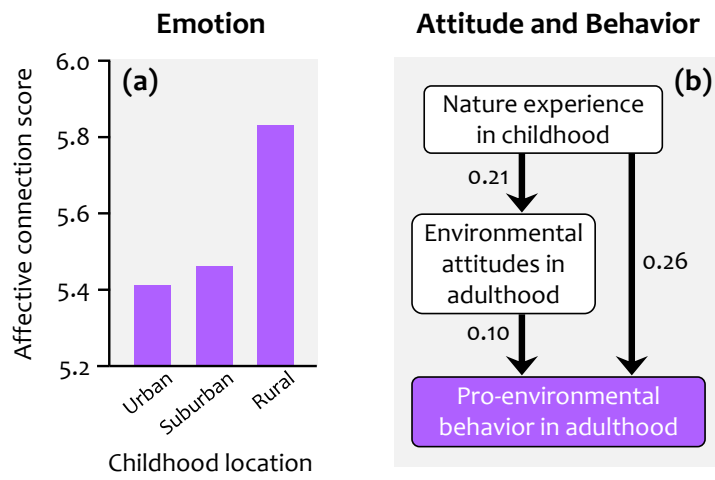 Emotion
(a)
Affective connection score
6.0
5.8
5.6
5.4
5.2
Urban
Suburban
Rural
Childhood location
Attitude and Behavior
(b)
Nature experience
in childhood
0.21
Environmental
attitudes in
adulthood
0.26
0.10
Pro-environmental
behavior in adulthood